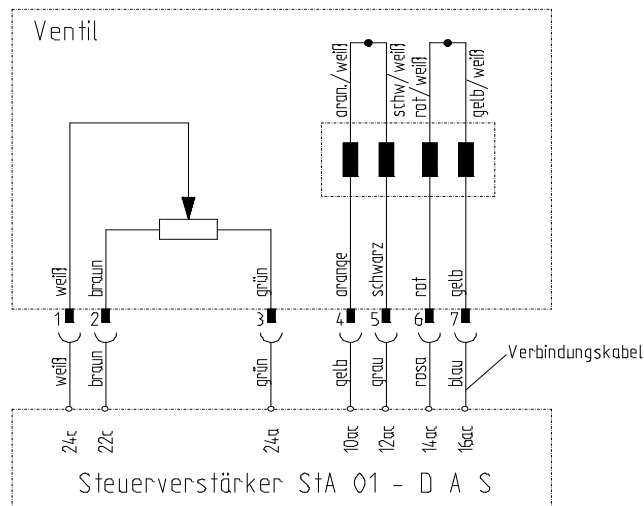 Ventil
oran./weiß
schw/weiß
rot/weiß
gelb/weiß
weiß
braun
grün
orange
schwarz
rot
gelb
1
2
3
4
5
6
7
weiß
braun
grün
gelb
grau
rosa
blau
Verbindungskabel
24c
22c
24a
10ac
12ac
14ac
16ac
Steuerverstärker StA 01 - D A S